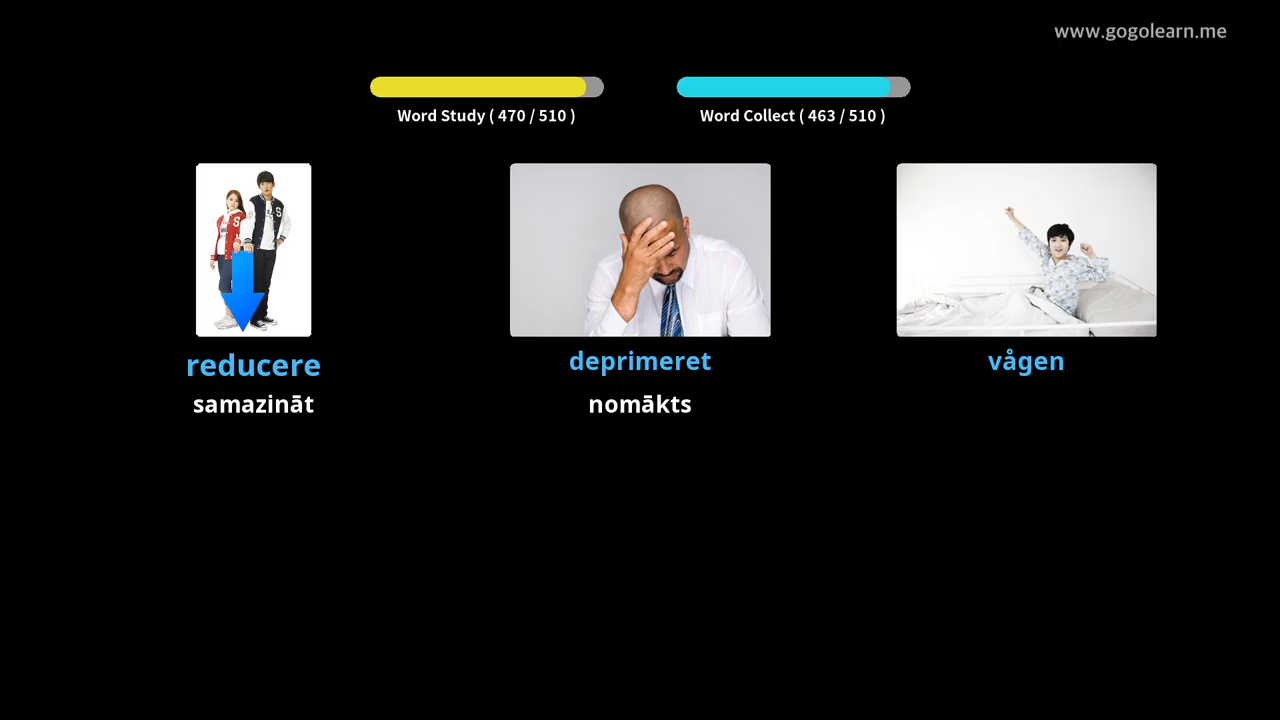 www.gogolearn.me
Word Study ( 470 / 510 )
Word Collect ( 463 / 510 )
reducere
samazināt
deprimeret
nomākts
vågen